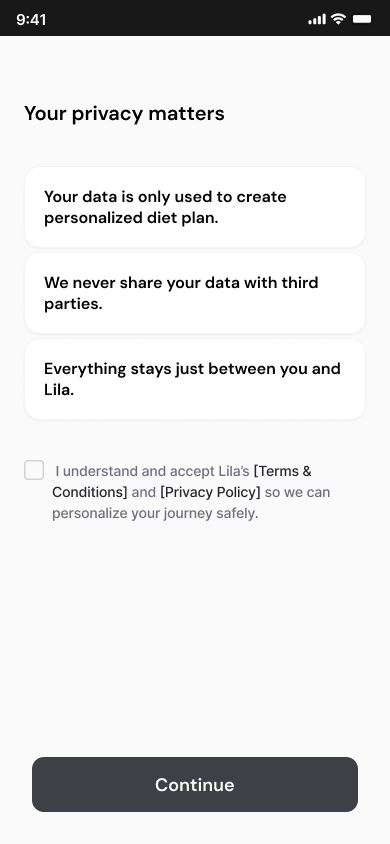 9:41
Your privacy matters
Your data is only used to create
personalized diet plan.
We never share your data with third
parties.
Everything stays just between you and
Lila.
I understand and accept Lila's [Terms &
Conditions] and [Privacy Policy] so we can
personalize your journey safely.
Continue